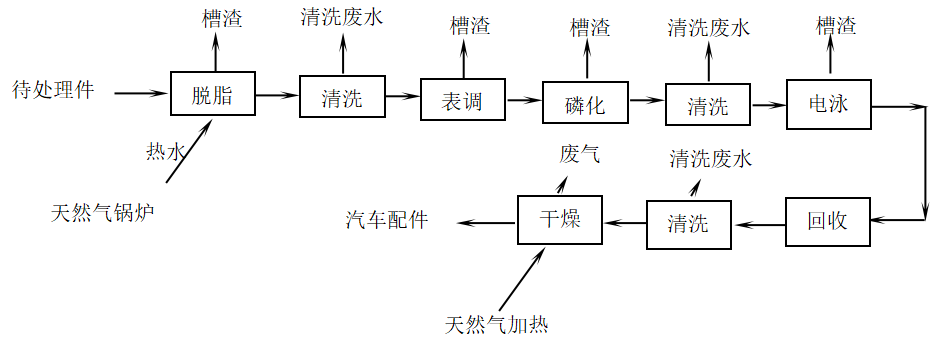 槽渣
清洗废水
槽渣
槽渣
清洗废水
槽渣
待处理件
脱脂
清洗
表调
磷化
清洗
电泳
热水
废气
清洗废水
天然气锅炉
汽车配件
干燥
清洗
回收
天然气加热